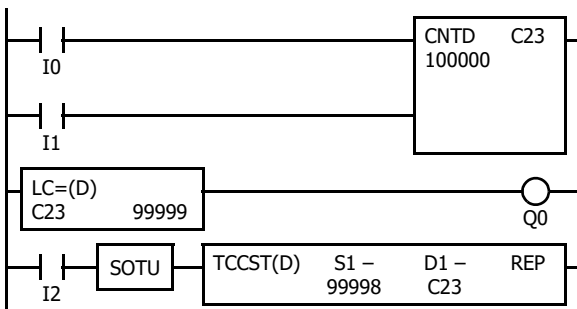 CNTD C23
100000
I0
I1
LC=(D)
C23 99999
Q0
SOTU
TCCST(D) S1 – D1 – REP
99998 C23
I2